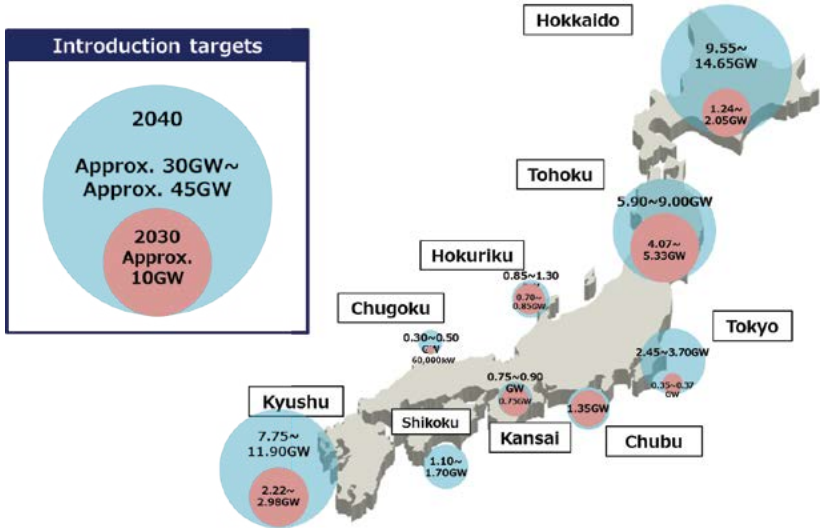 Introduction targets
2040
Approx. 30GW~
Approx. 45GW
2030
Approx.
10GW
Hokkaido
9.55~
14.65GW
1.24~
2.05GW
Tohoku
5.90~9.00GW
4.07~
5.33GW
Hokuriku
0.85~1.30
0.70~
0.85GW
Chugoku
0.30~0.50
GW
60,000kW
Tokyo
2.45~3.70GW
0.35~0.37
GW
0.75~0.90
GW
0.75GW
Kansai
1.35GW
Chubu
Shikoku
1.10~
1.70GW
Kyushu
7.75~
11.90GW
2.22~
2.98GW